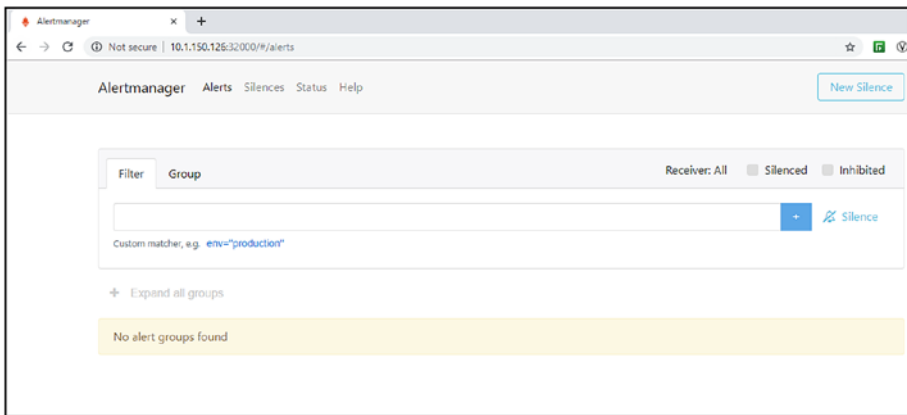 Alertmanager
Not secure | 10.1.150.126:32000/#/alerts
Alertmanager Alerts Silences Status Help New Silence
Filter Group Receiver: All Silenced Inhibited
+ Silence
Custom matcher, e.g. env="production"
+ Expand all groups
No alert groups found